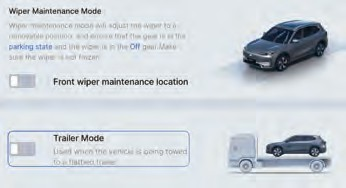 Wiper Maintenance Mode
Wiper maintenance mode will adjust the wiper to a
removable position, and ensure that the gear is in the
parking state and the wiper is in the Off gear. Make
sure the wiper is not frozen
Front wiper maintenance location
Trailer Mode
Used when the vehicle is being towed
to a flatbed trailer